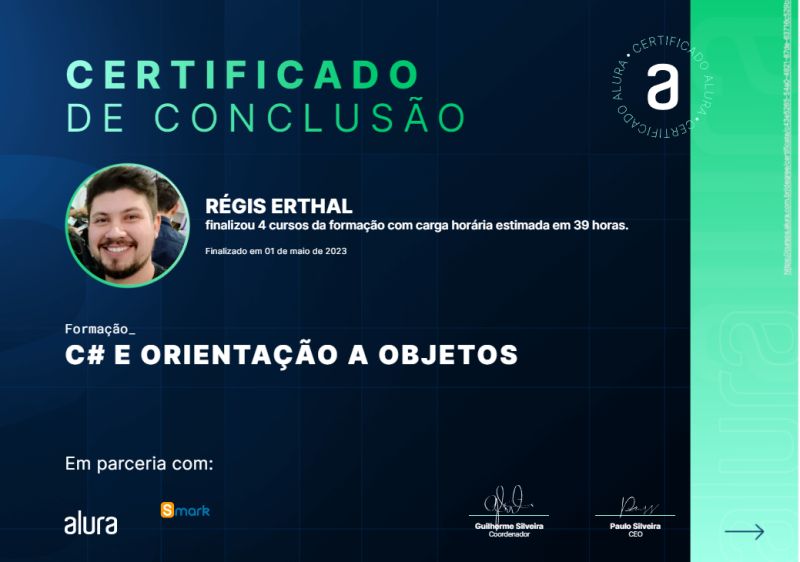 CERTIFICADO
DE CONCLUSÃO
CERTIFICADO ALURA • CERTIFICADO ALURA •
a
RÉGIS ERTHAL
finalizou 4 cursos da formação com carga horária estimada em 39 horas.
Finalizado em 01 de maio de 2023
Formação_
C# E ORIENTAÇÃO A OBJETOS
Em parceria com:
alura
Smark
Guilherme Silveira
Coordenador
Paulo Silveira
CEO
alura